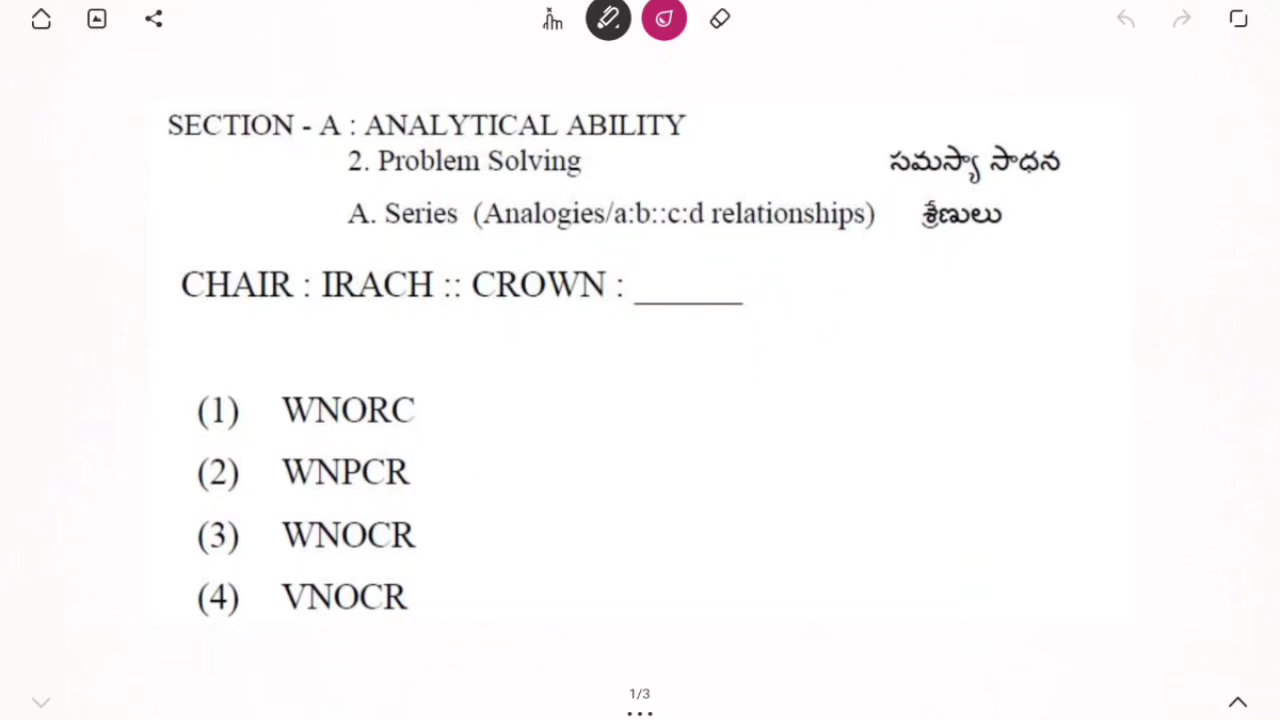 SECTION - A : ANALYTICAL ABILITY
2. Problem Solving సమస్యా సాధన
A. Series (Analogies/a:b::c:d relationships) శ్రేణులు
CHAIR : IRACH :: CROWN : ______
(1) WNORC
(2) WNPCR
(3) WNOCR
(4) VNOCR
1/3